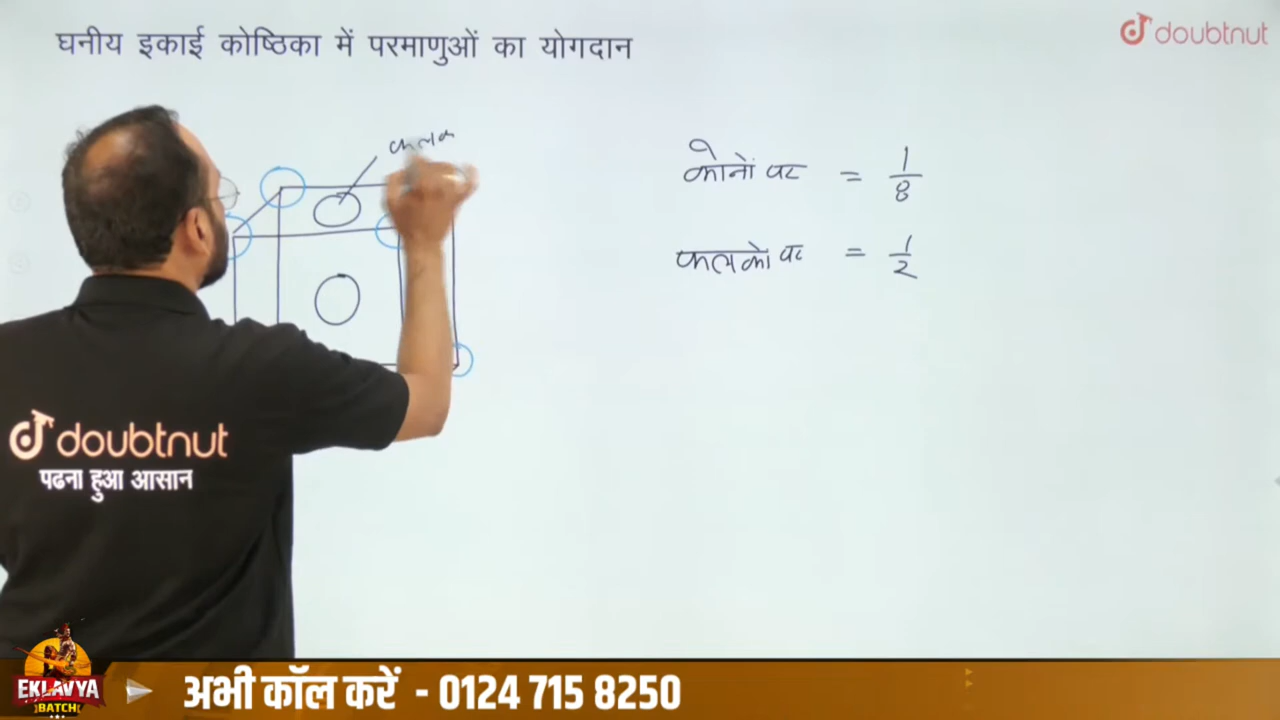 घनीय इकाई कोष्ठिका में परमाणुओं का योगदान
doubtnut
फलक
कोनों पर = 1/8
फलकों पर = 1/2
doubtnut
पढना हुआ आसान
EKLAVYA
BATCH
अभी कॉल करें - 0124 715 8250